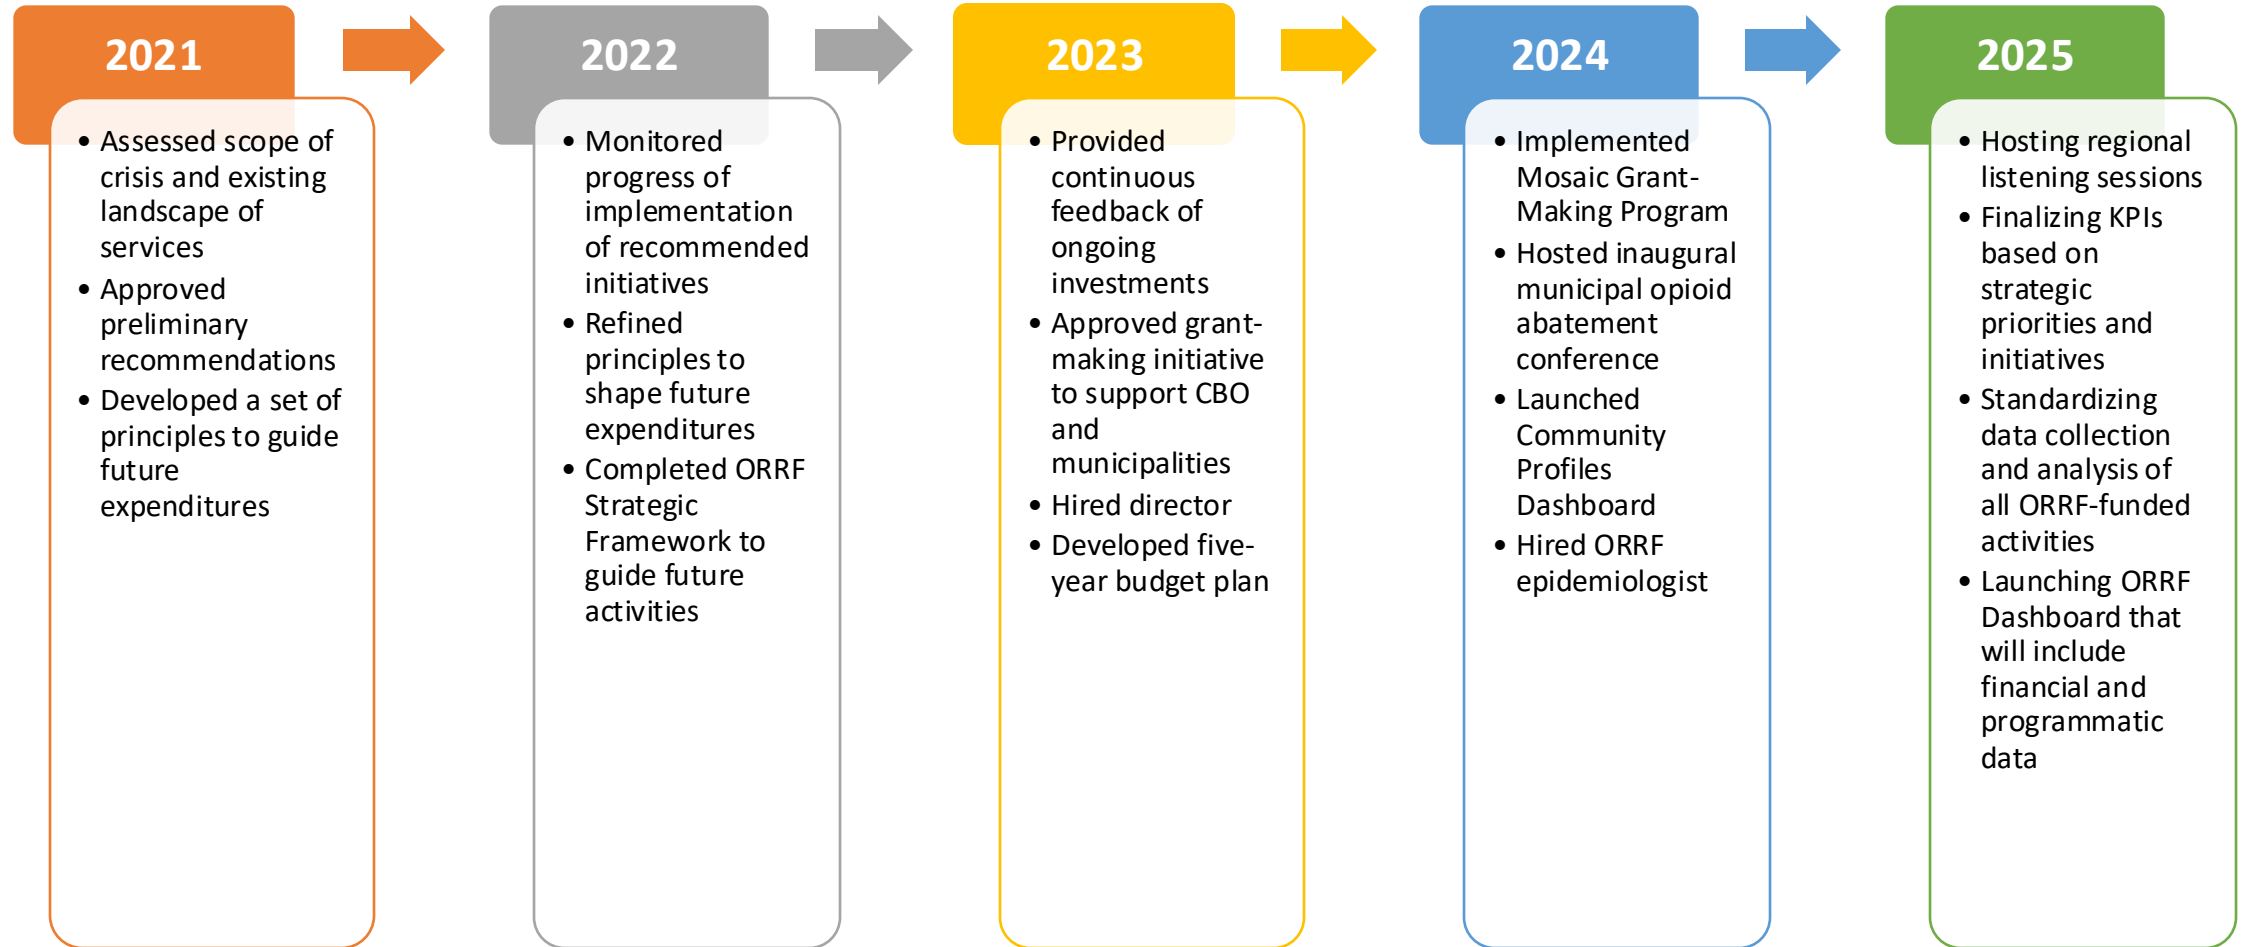 2021
• Assessed scope of
crisis and existing
landscape of
services
• Approved
preliminary
recommendations
• Developed a set of
principles to guide
future
expenditures
2022
• Monitored
progress of
implementation
of recommended
initiatives
• Refined
principles to
shape future
expenditures
• Completed ORRF
Strategic
Framework to
guide future
activities
2023
• Provided
continuous
feedback of
ongoing
investments
• Approved grant-
making initiative
to support CBO
and
municipalities
• Hired director
• Developed five-
year budget plan
2024
• Implemented
Mosaic Grant-
Making Program
• Hosted inaugural
municipal opioid
abatement
conference
• Launched
Community
Profiles
Dashboard
• Hired ORRF
epidemiologist
2025
• Hosting regional
listening sessions
• Finalizing KPIs
based on
strategic
priorities and
initiatives
• Standardizing
data collection
and analysis of
all ORRF-funded
activities
• Launching ORRF
Dashboard that
will include
financial and
programmatic
data